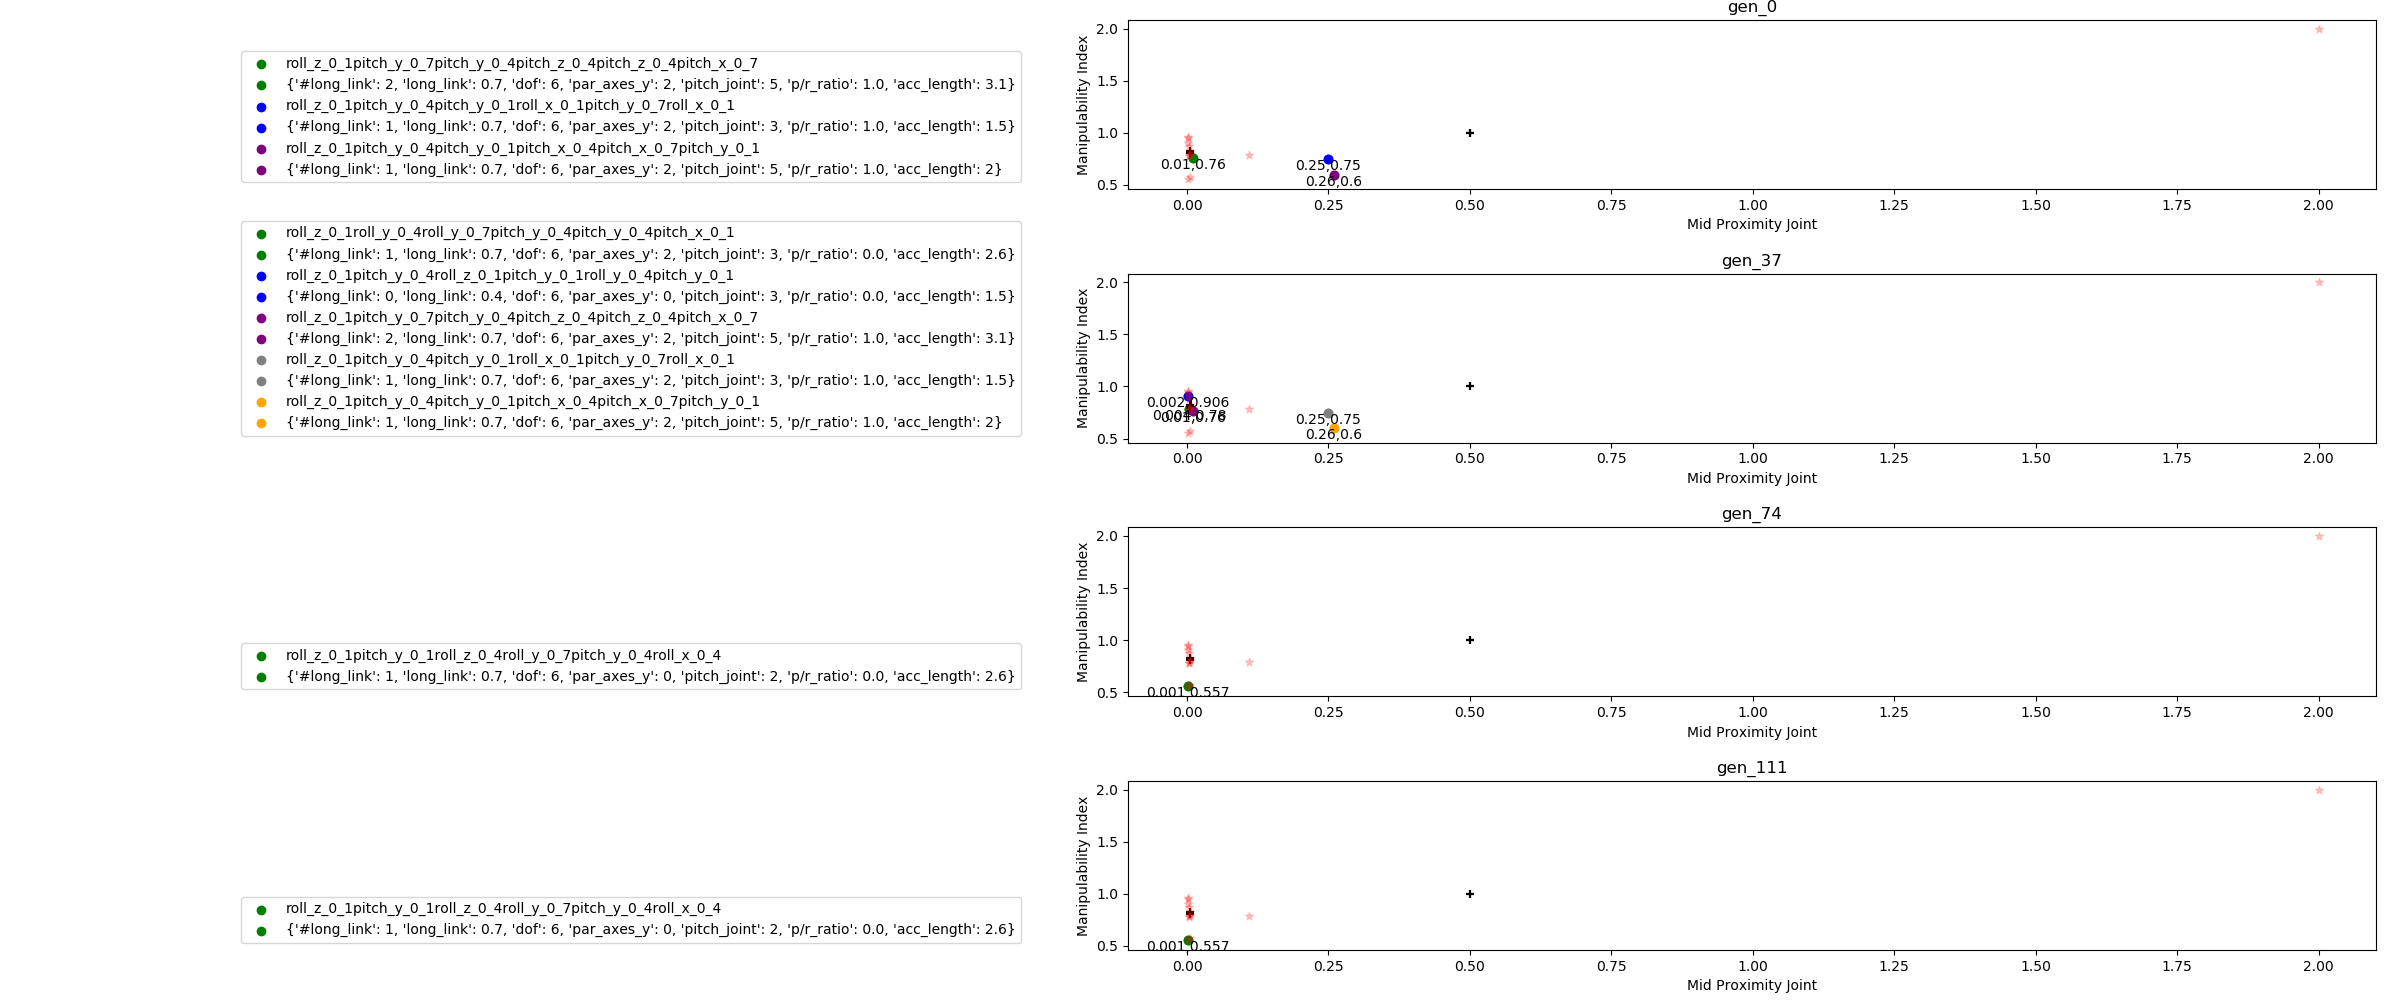 gen_0
roll_z_0_1pitch_y_0_7pitch_y_0_4pitch_z_0_4pitch_z_0_4pitch_x_0_7
{'#long_link': 2, 'long_link': 0.7, 'dof': 6, 'par_axes_y': 2, 'pitch_joint': 5, 'p/r_ratio': 1.0, 'acc_length': 3.1}
roll_z_0_1pitch_y_0_4pitch_y_0_1roll_x_0_1pitch_y_0_7roll_x_0_1
{'#long_link': 1, 'long_link': 0.7, 'dof': 6, 'par_axes_y': 2, 'pitch_joint': 3, 'p/r_ratio': 1.0, 'acc_length': 1.5}
roll_z_0_1pitch_y_0_4pitch_y_0_1pitch_x_0_4pitch_x_0_7pitch_y_0_1
{'#long_link': 1, 'long_link': 0.7, 'dof': 6, 'par_axes_y': 2, 'pitch_joint': 5, 'p/r_ratio': 1.0, 'acc_length': 2}
Manipulability Index
2.0
1.5
1.0
0.5
0.01,0.76
0.25,0.75
0.26,0.6
0.00 0.25 0.50 0.75 1.00 1.25 1.50 1.75 2.00
Mid Proximity Joint
gen_37
roll_z_0_1roll_y_0_4roll_y_0_7pitch_y_0_4pitch_y_0_4pitch_x_0_1
{'#long_link': 1, 'long_link': 0.7, 'dof': 6, 'par_axes_y': 2, 'pitch_joint': 3, 'p/r_ratio': 0.0, 'acc_length': 2.6}
roll_z_0_1pitch_y_0_4roll_z_0_1pitch_y_0_1roll_y_0_4pitch_y_0_1
{'#long_link': 0, 'long_link': 0.4, 'dof': 6, 'par_axes_y': 0, 'pitch_joint': 3, 'p/r_ratio': 0.0, 'acc_length': 1.5}
roll_z_0_1pitch_y_0_7pitch_y_0_4pitch_z_0_4pitch_z_0_4pitch_x_0_7
{'#long_link': 2, 'long_link': 0.7, 'dof': 6, 'par_axes_y': 2, 'pitch_joint': 5, 'p/r_ratio': 1.0, 'acc_length': 3.1}
roll_z_0_1pitch_y_0_4pitch_y_0_1roll_x_0_1pitch_y_0_7roll_x_0_1
{'#long_link': 1, 'long_link': 0.7, 'dof': 6, 'par_axes_y': 2, 'pitch_joint': 3, 'p/r_ratio': 1.0, 'acc_length': 1.5}
roll_z_0_1pitch_y_0_4pitch_y_0_1pitch_x_0_4pitch_x_0_7pitch_y_0_1
{'#long_link': 1, 'long_link': 0.7, 'dof': 6, 'par_axes_y': 2, 'pitch_joint': 5, 'p/r_ratio': 1.0, 'acc_length': 2}
Manipulability Index
2.0
1.5
1.0
0.5
0.002,0.906
0.01,0.76
0.25,0.75
0.26,0.6
0.00 0.25 0.50 0.75 1.00 1.25 1.50 1.75 2.00
Mid Proximity Joint
gen_74
roll_z_0_1pitch_y_0_1roll_z_0_4roll_y_0_7pitch_y_0_4roll_x_0_4
{'#long_link': 1, 'long_link': 0.7, 'dof': 6, 'par_axes_y': 0, 'pitch_joint': 2, 'p/r_ratio': 0.0, 'acc_length': 2.6}
Manipulability Index
2.0
1.5
1.0
0.5
0.001,0.557
0.00 0.25 0.50 0.75 1.00 1.25 1.50 1.75 2.00
Mid Proximity Joint
gen_111
roll_z_0_1pitch_y_0_1roll_z_0_4roll_y_0_7pitch_y_0_4roll_x_0_4
{'#long_link': 1, 'long_link': 0.7, 'dof': 6, 'par_axes_y': 0, 'pitch_joint': 2, 'p/r_ratio': 0.0, 'acc_length': 2.6}
Manipulability Index
2.0
1.5
1.0
0.5
0.001,0.557
0.00 0.25 0.50 0.75 1.00 1.25 1.50 1.75 2.00
Mid Proximity Joint